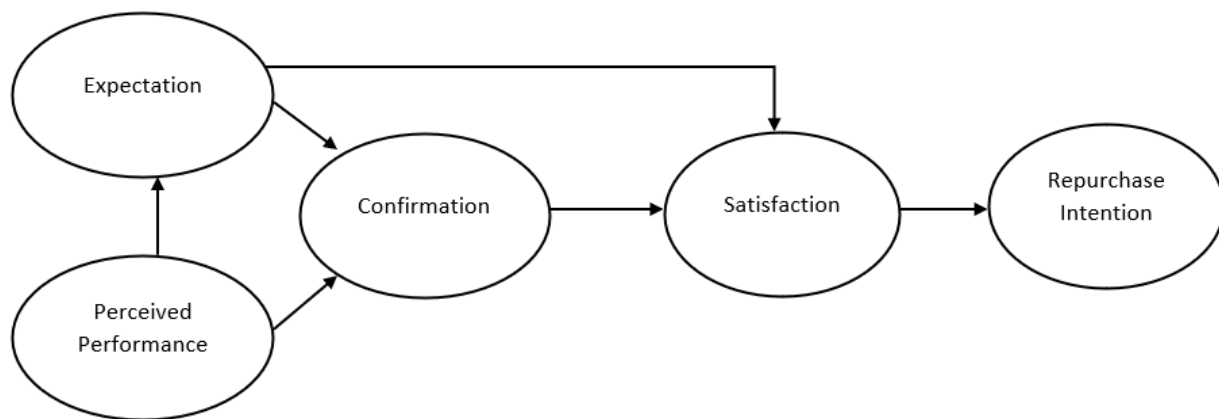 Expectation
Confirmation
Satisfaction
Repurchase
Intention
Perceived
Performance